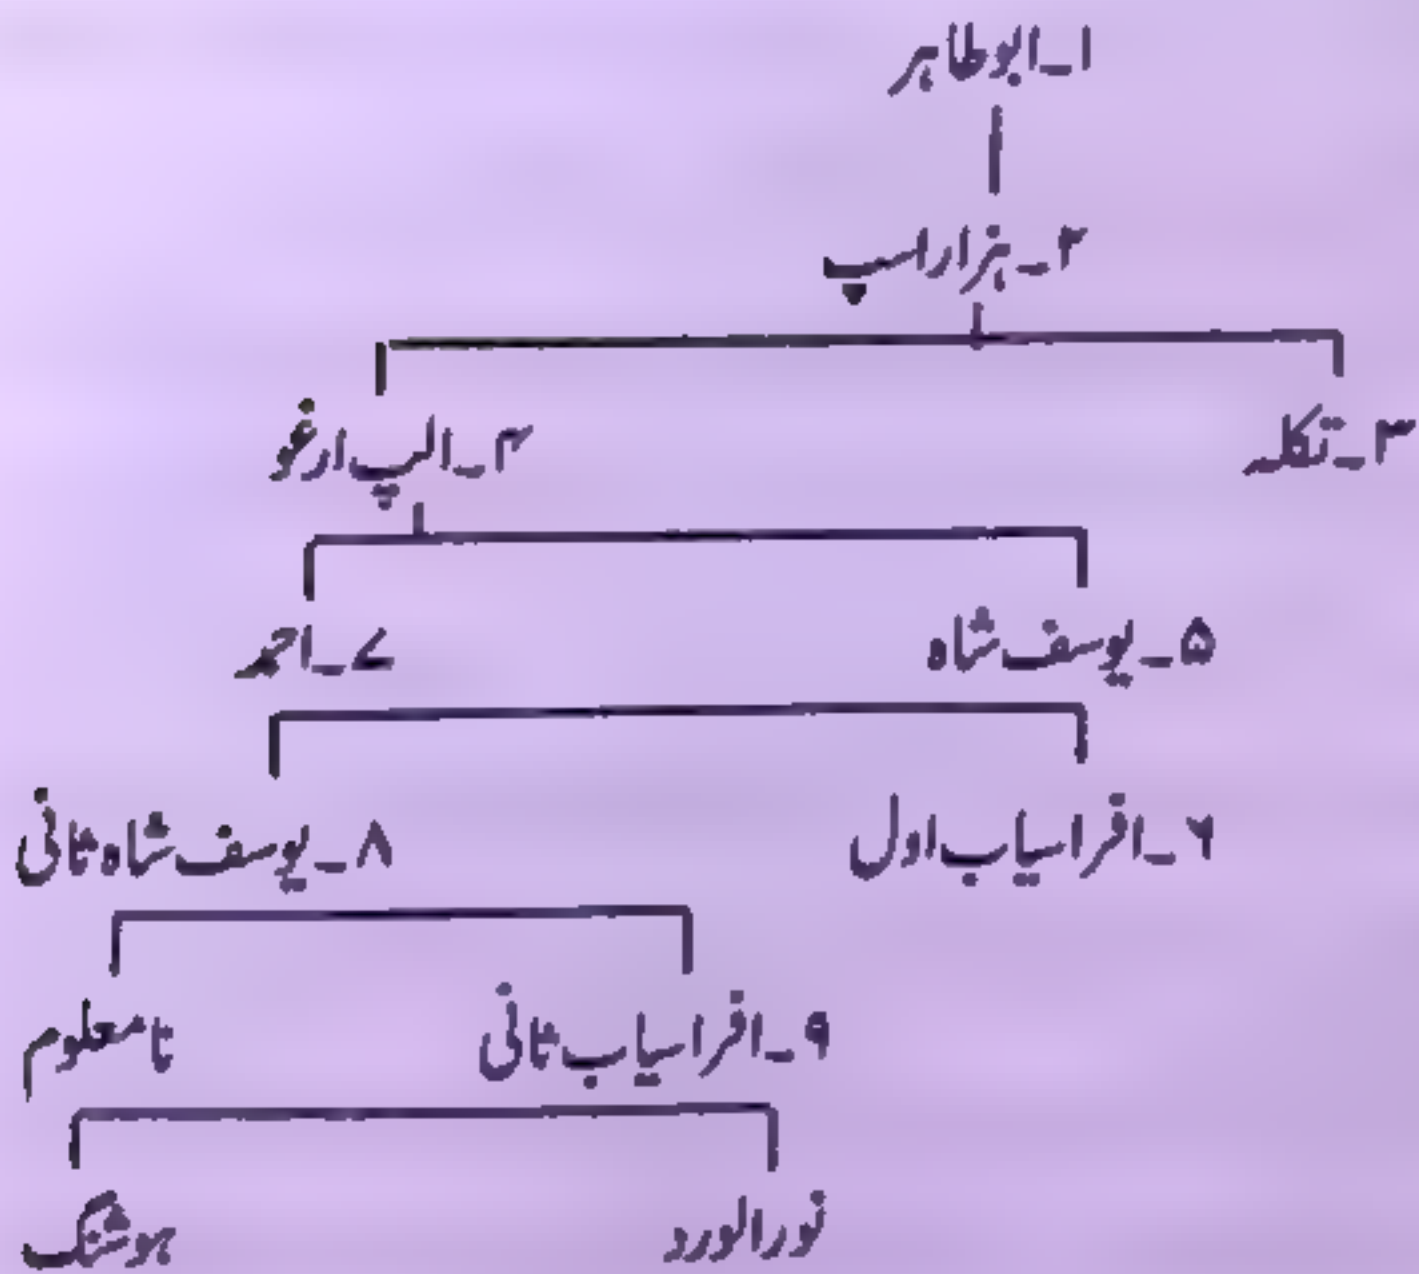 ۱۔ابوطاہر
۲۔ہزاراسپ
۳۔تکلہ
۴۔الپ ارغو
۵۔یوسف شاہ
۷۔احمد
۶۔افراسیاب اول
۸۔یوسف شاہ ثانی
۹۔افراسیاب ثانی
نامعلوم
نورالورد
ہوشنگ